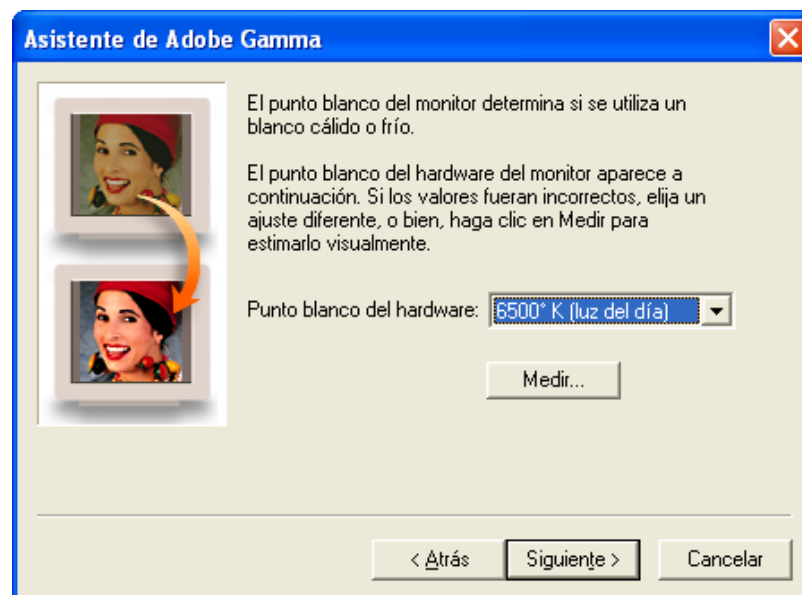 Asistente de Adobe Gamma
El punto blanco del monitor determina si se utiliza un
blanco cálido o frío.
El punto blanco del hardware del monitor aparece a
continuación. Si los valores fueran incorrectos, elija un
ajuste diferente, o bien, haga clic en Medir para
estimarlo visualmente.
Punto blanco del hardware: 6500° K (luz del día)
Medir...
< Atrás Siguiente > Cancelar